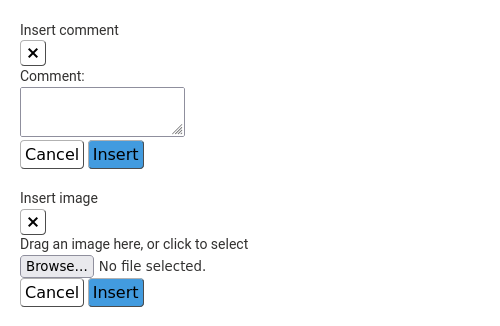 Insert comment
×
Comment:
Cancel Insert
Insert image
×
Drag an image here, or click to select
Browse... No file selected.
Cancel Insert